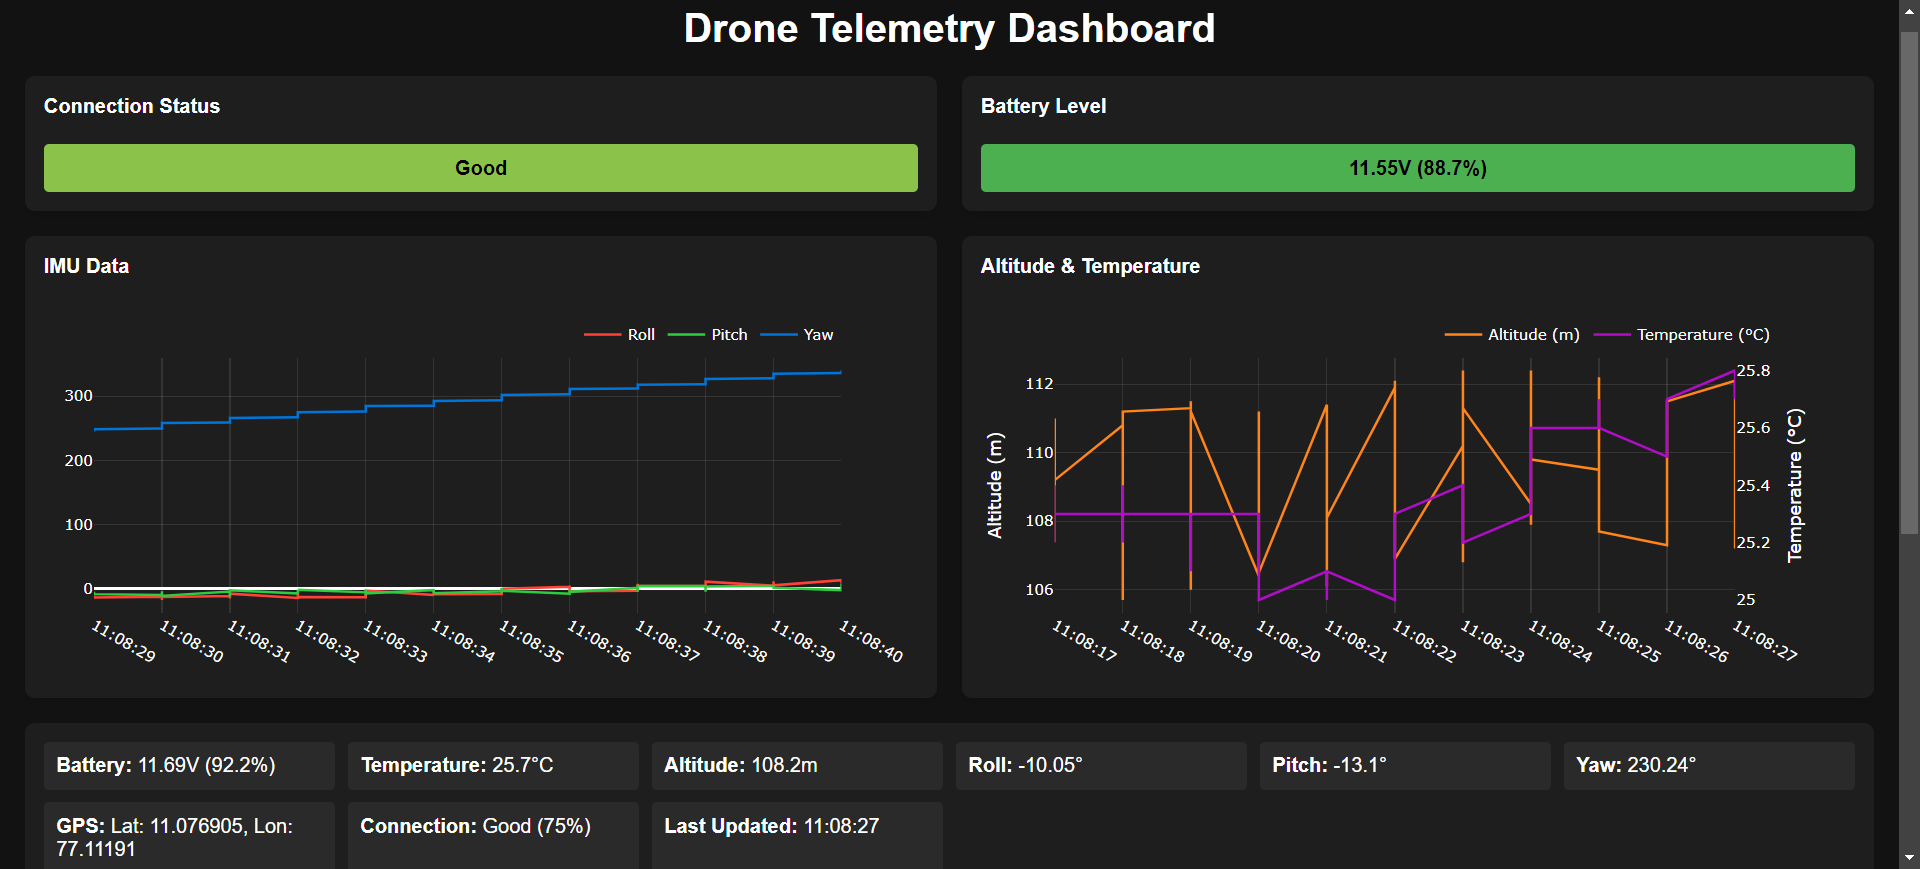 Drone Telemetry Dashboard
Connection Status
Good
Battery Level
11.55V (88.7%)
IMU Data
Roll Pitch Yaw
300
200
100
0
11:08:29 11:08:30 11:08:31 11:08:32 11:08:33 11:08:34 11:08:35 11:08:36 11:08:37 11:08:38 11:08:39 11:08:40
Altitude & Temperature
Altitude (m) Temperature (°C)
Altitude (m)
112
110
108
106
25.8
25.6
25.4
25.2
25
Temperature (°C)
11:08:17 11:08:18 11:08:19 11:08:20 11:08:21 11:08:22 11:08:23 11:08:24 11:08:25 11:08:26 11:08:27
Battery: 11.69V (92.2%)
Temperature: 25.7°C
Altitude: 108.2m
Roll: -10.05°
Pitch: -13.1°
Yaw: 230.24°
GPS: Lat: 11.076905, Lon:
77.11191
Connection: Good (75%)
Last Updated: 11:08:27